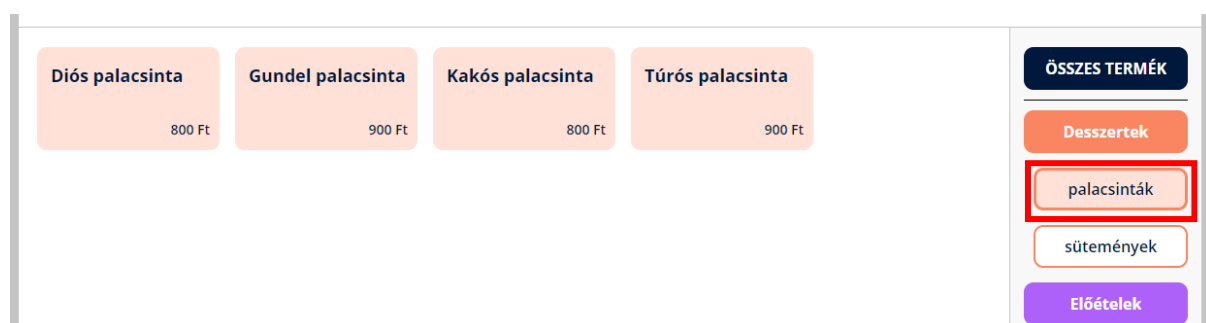 Diós palacsinta
800 Ft
Gundel palacsinta
900 Ft
Kakós palacsinta
800 Ft
Túrós palacsinta
900 Ft
ÖSSZES TERMÉK
Desszertek
palacsinták
sütemények
Előételek